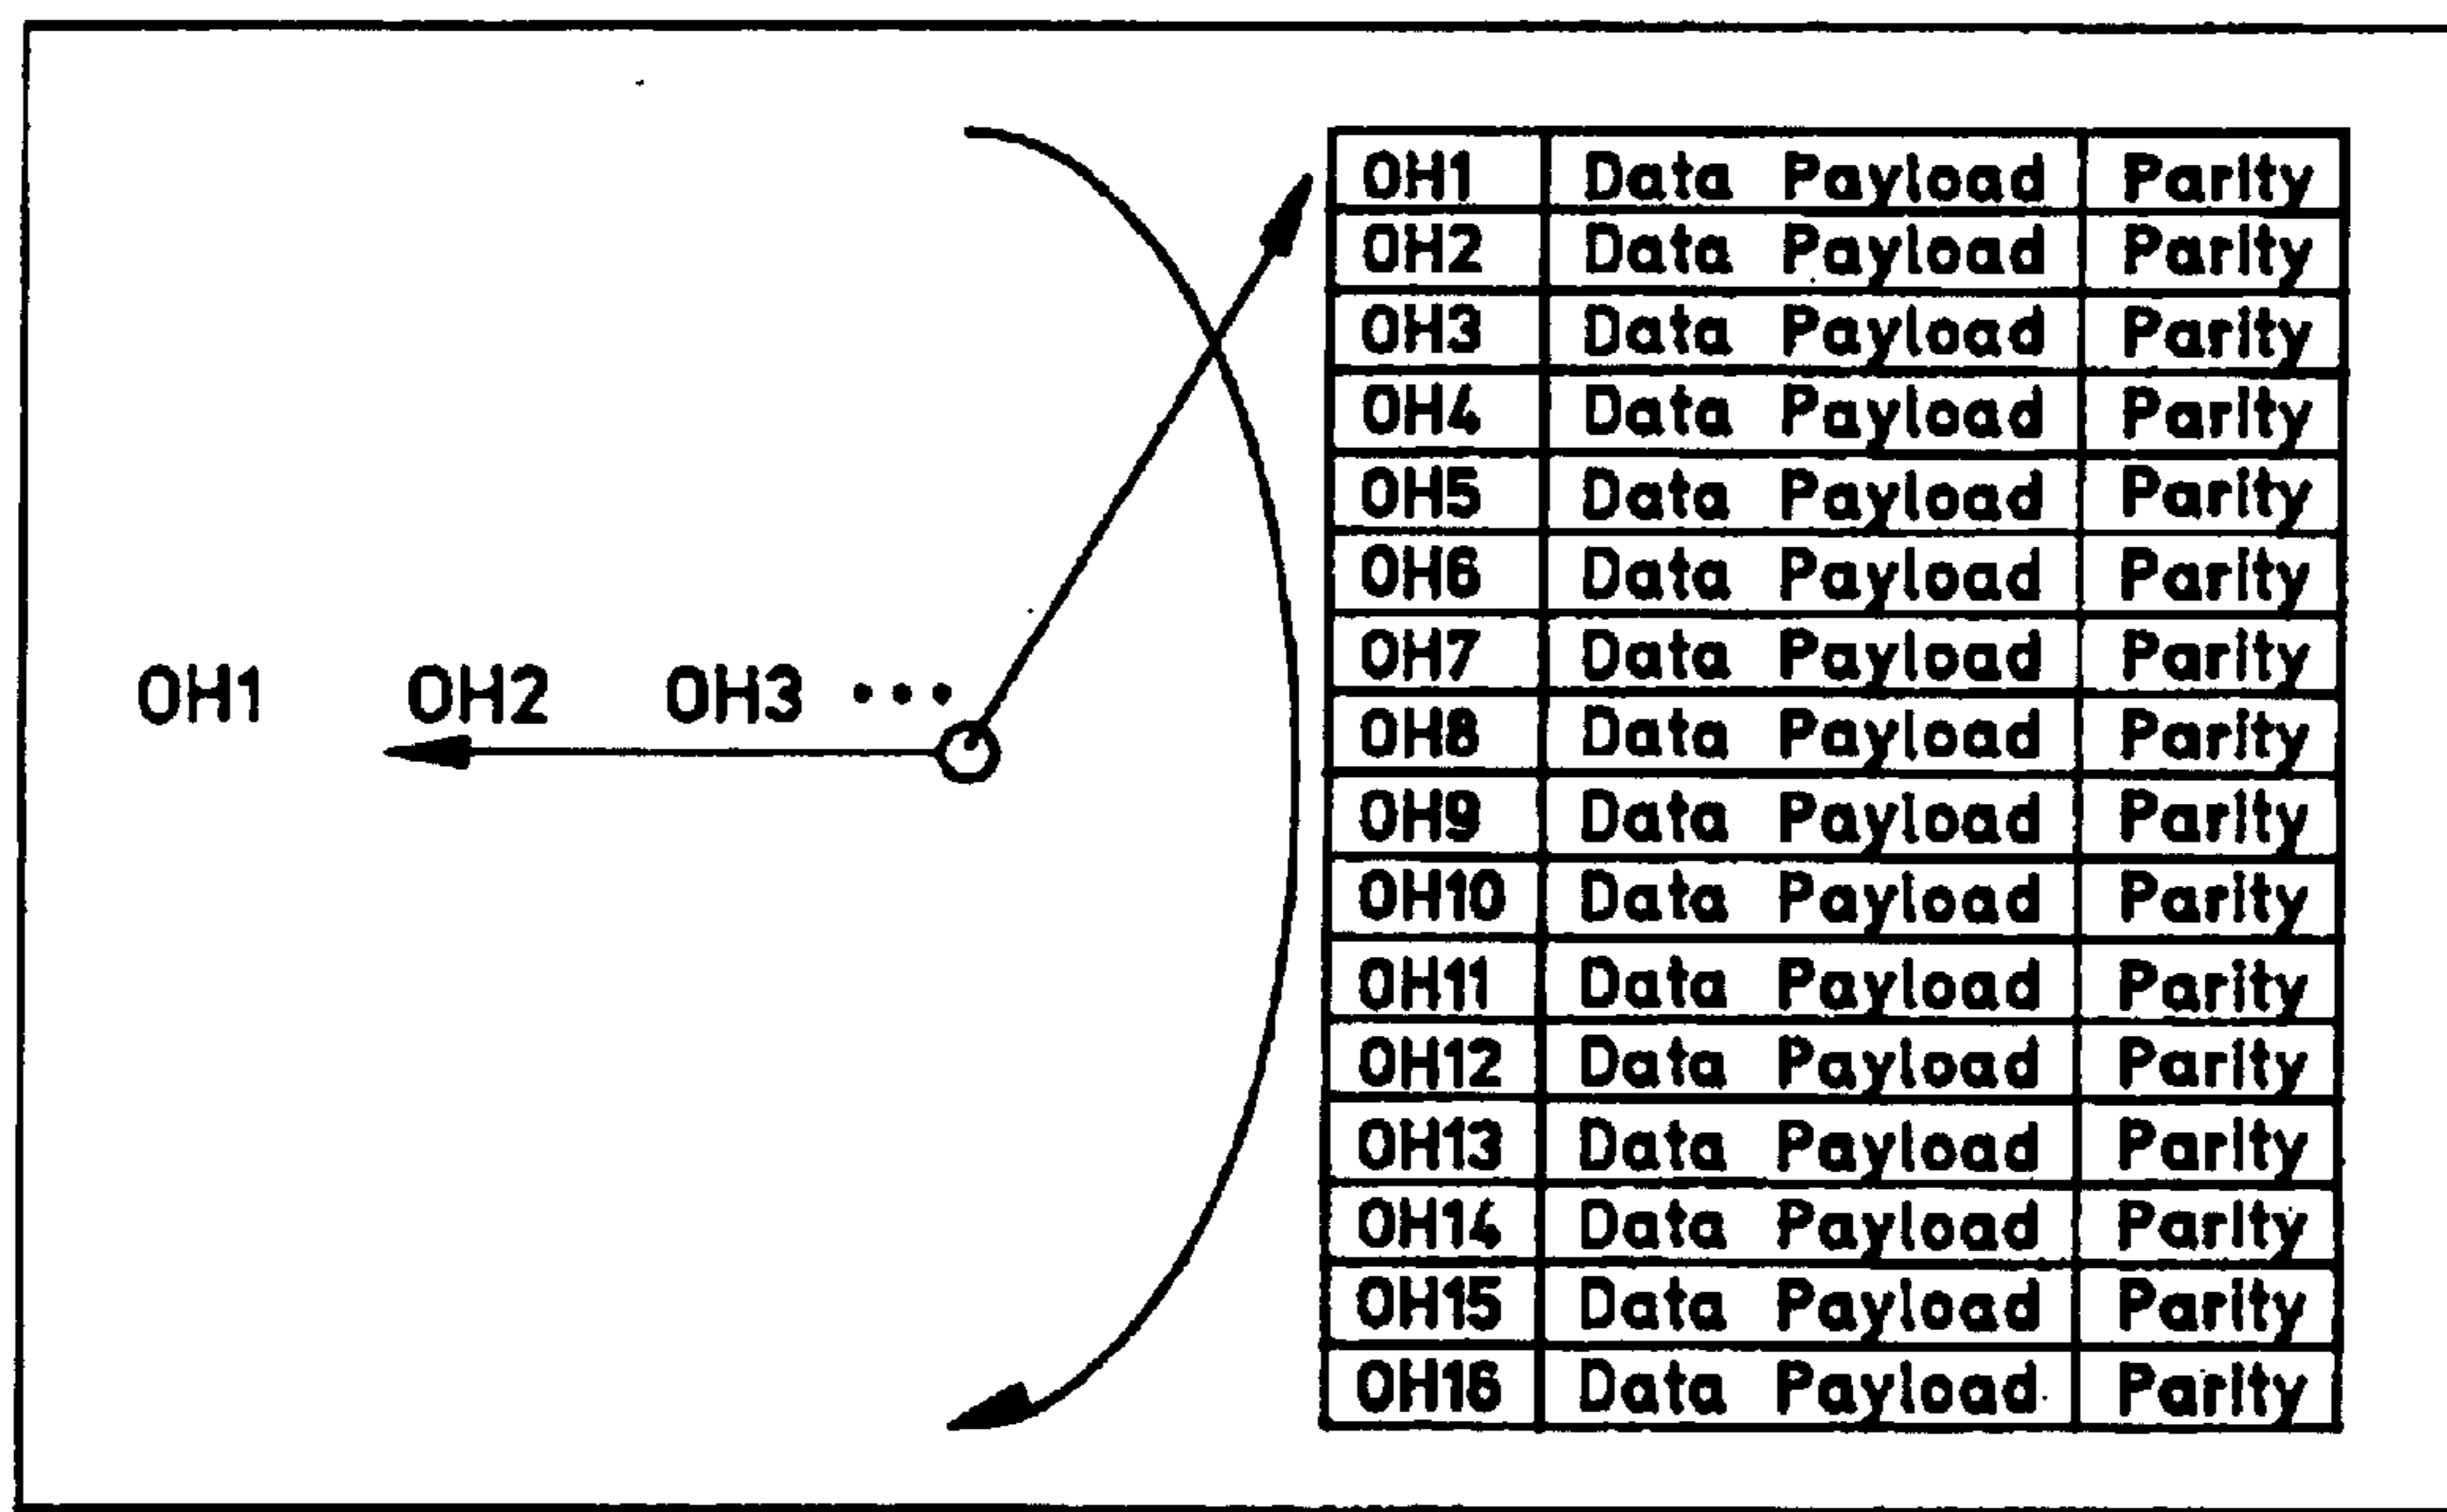 OH1 Data Payload Parity
OH2 Data Payload Parity
OH3 Data Payload Parity
OH4 Data Payload Parity
OH5 Data Payload Parity
OH6 Data Payload Parity
OH7 Data Payload Parity
OH1 OH2 OH3 •••
OH8 Data Payload Parity
OH9 Data Payload Parity
OH10 Data Payload Parity
OH11 Data Payload Parity
OH12 Data Payload Parity
OH13 Data Payload Parity
OH14 Data Payload Parity
OH15 Data Payload Parity
OH16 Data Payload Parity